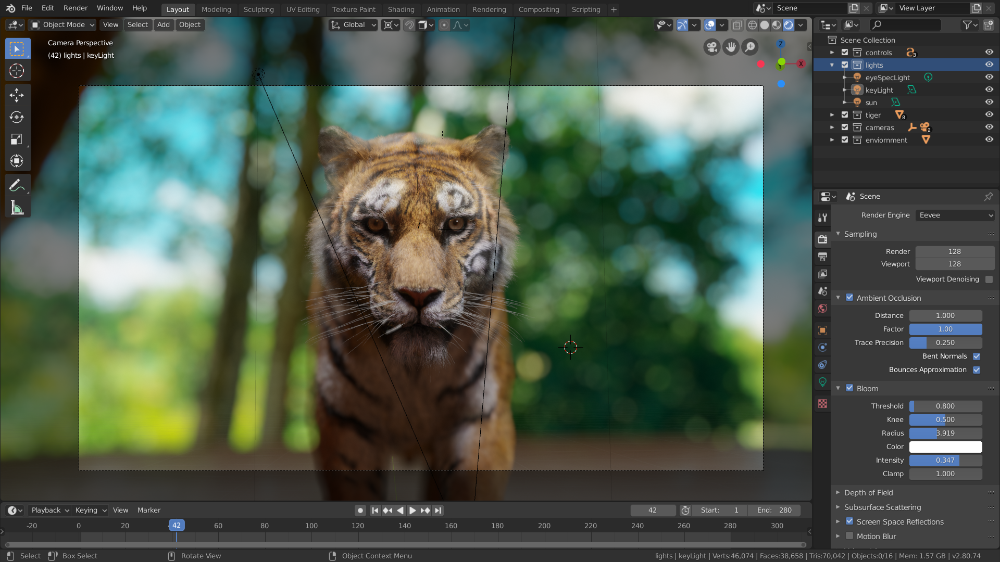 File Edit Render Window Help Layout Modeling Sculpting UV Editing Texture Paint Shading Animation Rendering Compositing Scripting + Scene View Layer
Object Mode View Select Add Object Global
Camera Perspective
(42) lights | keyLight
Z
X
Y
Scene Collection
controls 3
lights
eyeSpecLight
keyLight
sun
tiger 8
cameras 2
enviornment
Scene
Render Engine Eevee
Sampling
Render 128
Viewport 128
Viewport Denoising
Ambient Occlusion
Distance 1.000
Factor 1.00
Trace Precision 0.250
Bent Normals
Bounces Approximation
Bloom
Threshold 0.800
Knee 0.500
Radius 3.919
Color
Intensity 0.347
Clamp 1.000
Depth of Field
Subsurface Scattering
Screen Space Reflections
Motion Blur
Playback Keying View Marker 42 Start: 1 End: 280
-20 0 20 42 60 80 100 120 140 160 180 200 220 240 260 280 300
Select Box Select Rotate View Object Context Menu lights | keyLight | Verts:46,074 | Faces:38,658 | Tris:70,042 | Objects:0/16 | Mem: 1.57 GB | v2.80.74